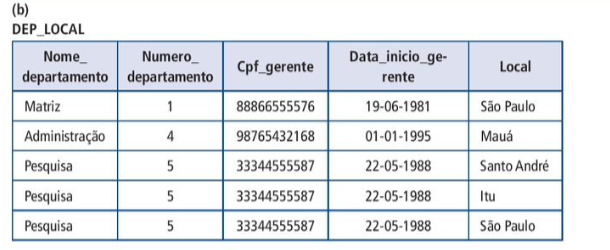 (b)
DEP_LOCAL
Nome_ Numero_ Cpf_gerente Data_inicio_ge- Local
departamento departamento rente
Matriz 1 88866555576 19-06-1981 São Paulo
Administração 4 98765432168 01-01-1995 Mauá
Pesquisa 5 33344555587 22-05-1988 Santo André
Pesquisa 5 33344555587 22-05-1988 Itu
Pesquisa 5 33344555587 22-05-1988 São Paulo